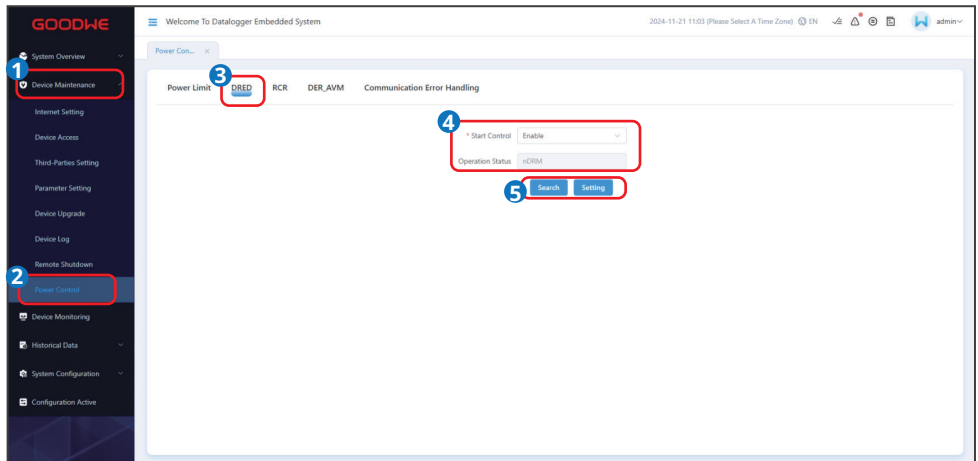 GOODWE
Welcome To Datalogger Embedded System
2024-11-21 11:03 (Please Select A Time Zone) EN
admin
System Overview
Power Con... ×
1
Device Maintenance
3
Power Limit DRED RCR DER_AVM Communication Error Handling
Internet Setting
4
Device Access
* Start Control Enable
Third-Parties Setting
Operation Status nDRM
Parameter Setting
5
Search Setting
Device Upgrade
Device Log
Remote Shutdown
2
Power Control
Device Monitoring
Historical Data
System Configuration
Configuration Active